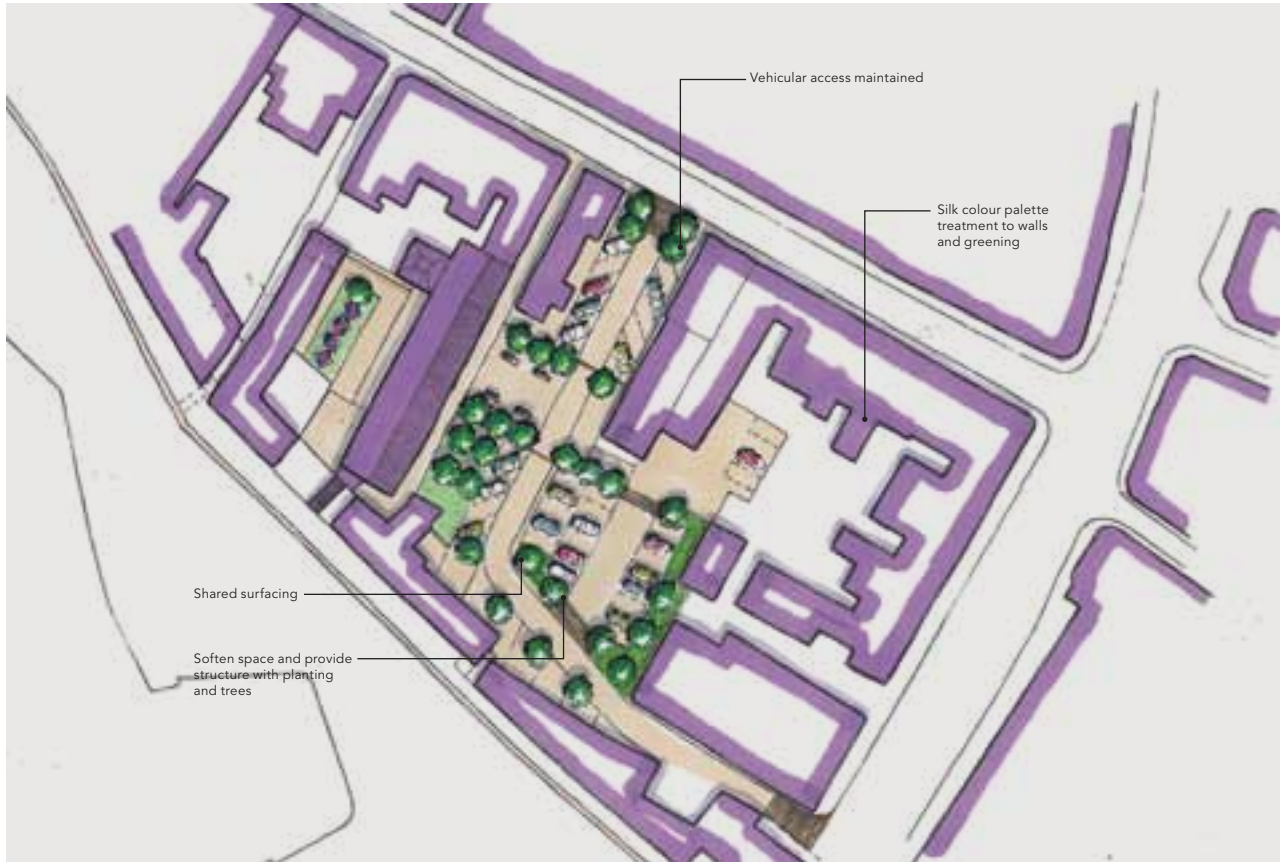 Vehicular access maintained
Silk colour palette
treatment to walls
and greening
Shared surfacing
Soften space and provide
structure with planting
and trees